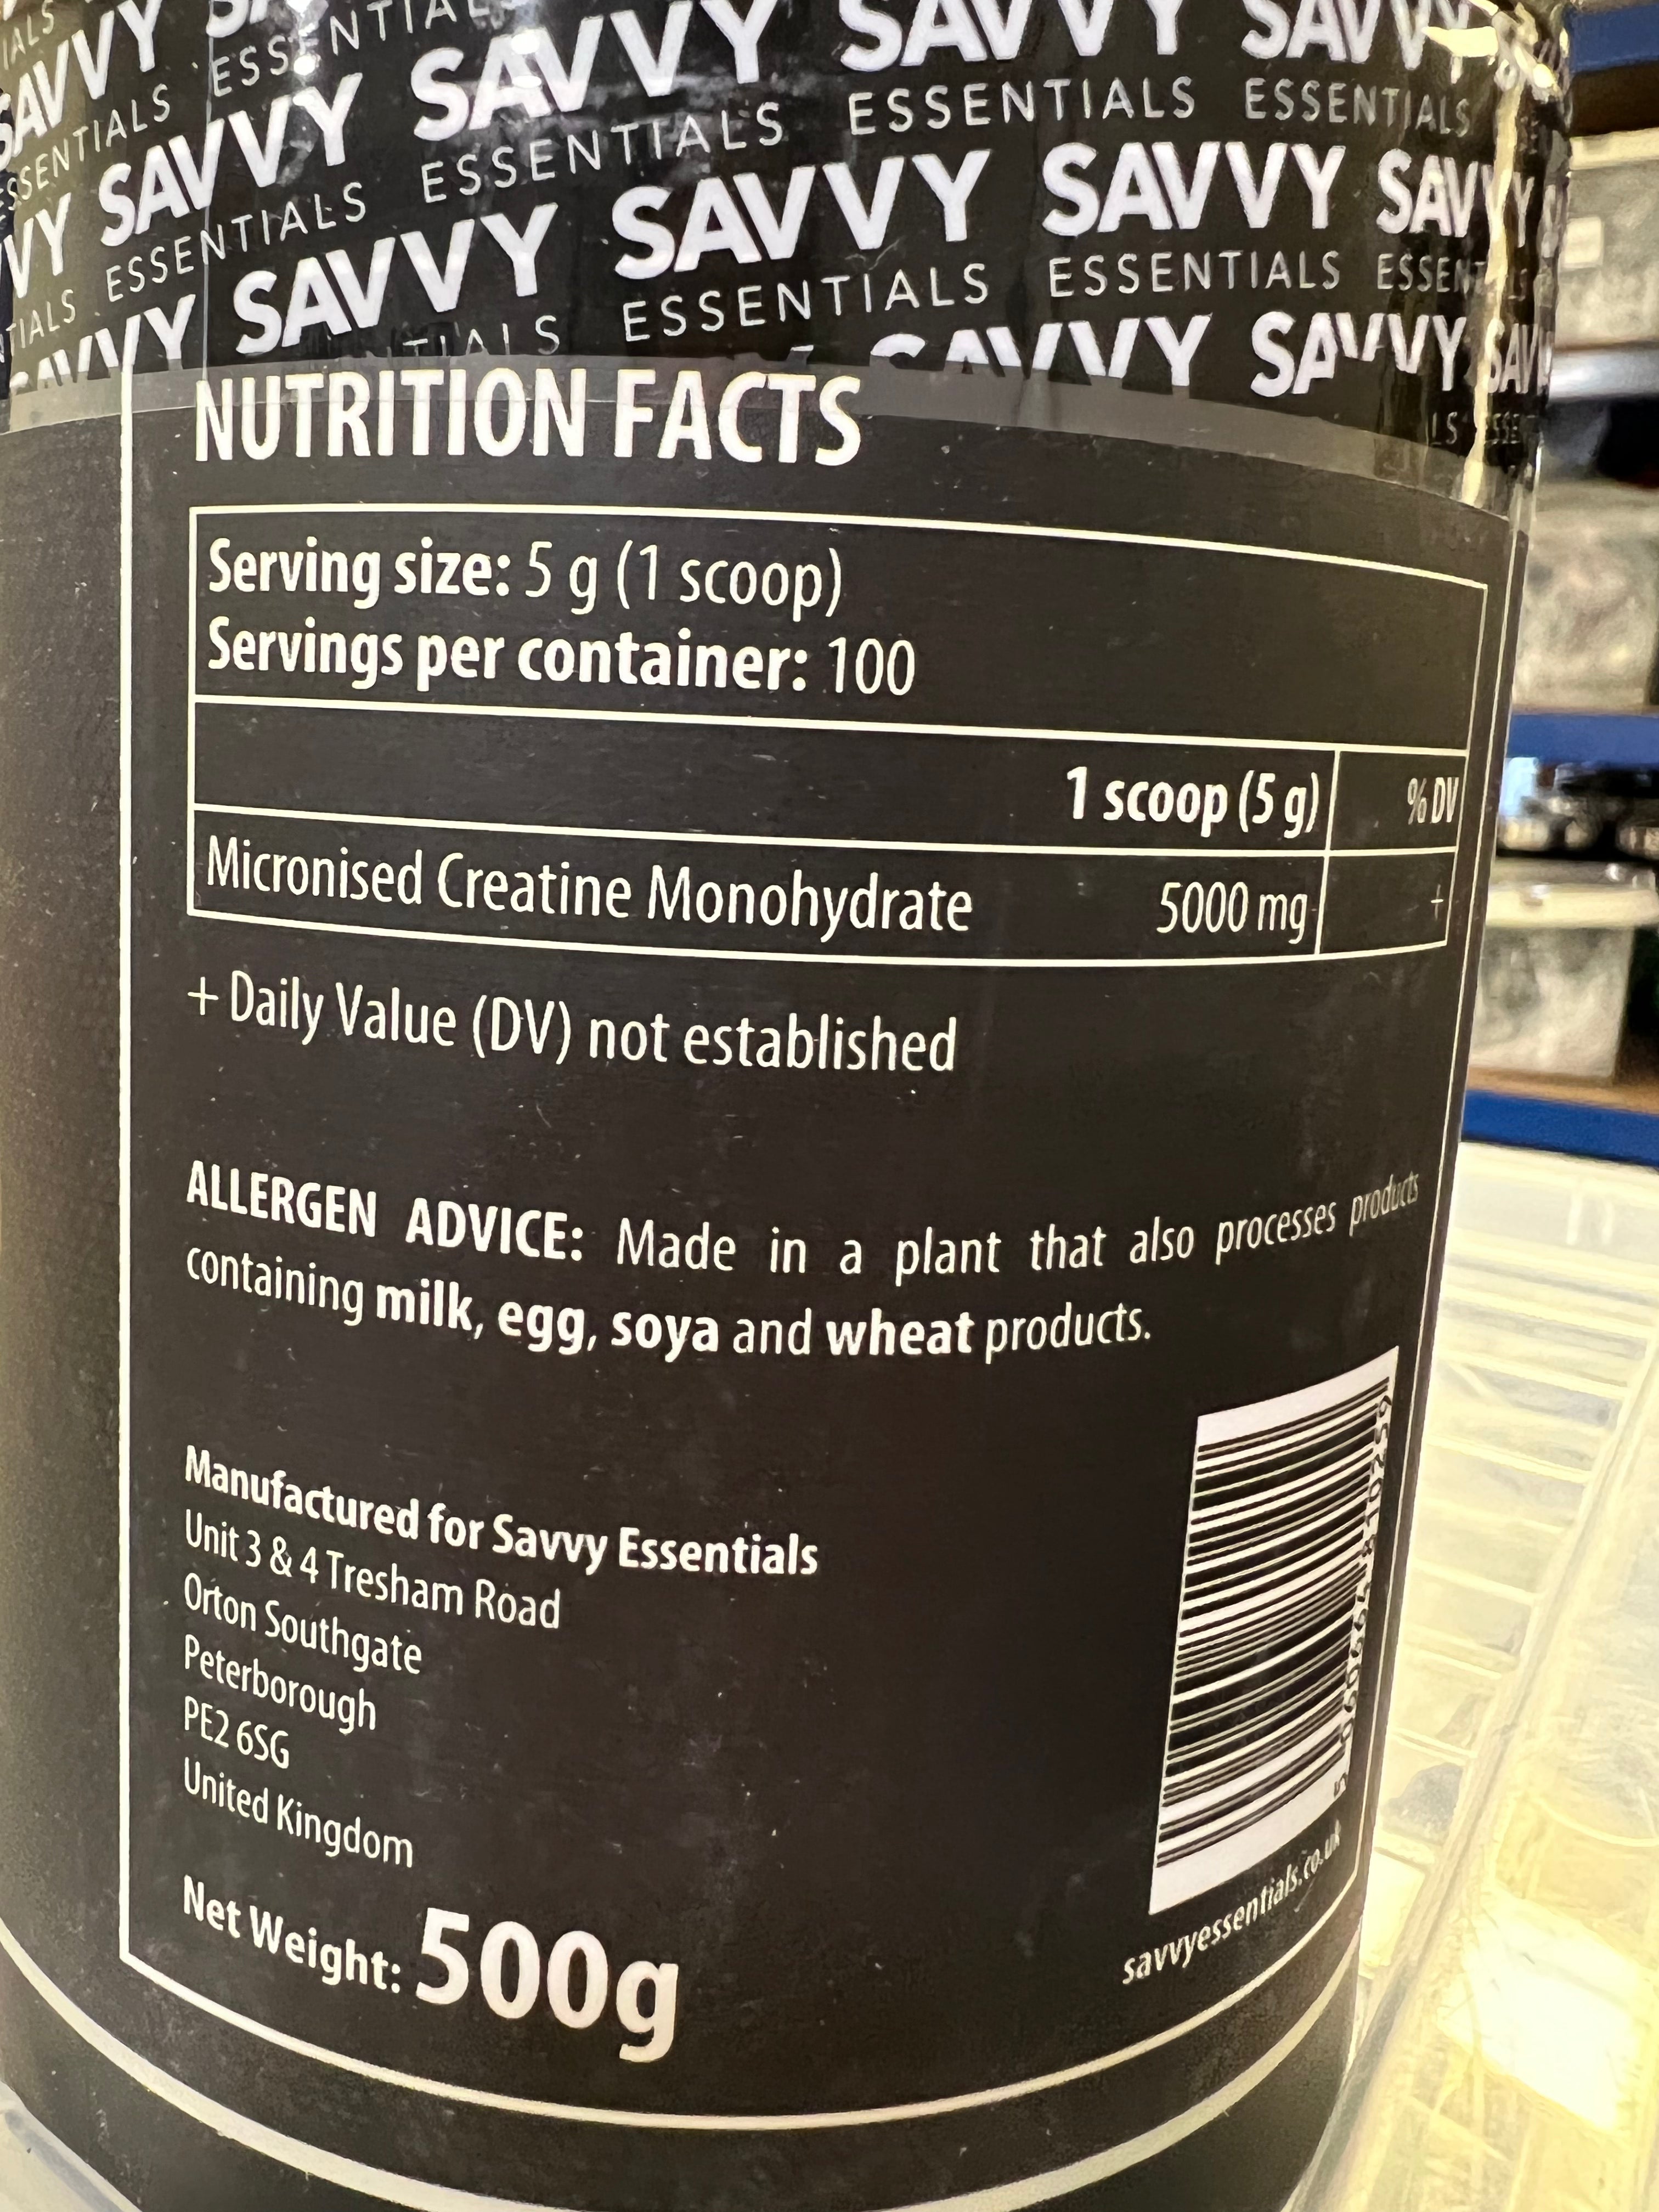 SAVVY SAVVY SAVVY
ESSENTIALS ESSENTIALS ESSENTIALS ESSENTIALS ESSENTIALS
SAVVY SAVVY SAVVY
ESSENTIALS ESSENTIALS ESSENTIALS
SAVVY SAVVY
SAVVY SAVVY
NUTRITION FACTS
Serving size: 5 g (1 scoop)
Servings per container: 100
1 scoop (5 g) % DV
Micronised Creatine Monohydrate 5000 mg +
+ Daily Value (DV) not established
ALLERGEN ADVICE: Made in a plant that also processes products
containing milk, egg, soya and wheat products.
Manufactured for Savvy Essentials
Unit 3 & 4 Tresham Road
Orton Southgate
Peterborough
PE2 6SG
United Kingdom
Net Weight: 500g
savvyessentials.co.uk